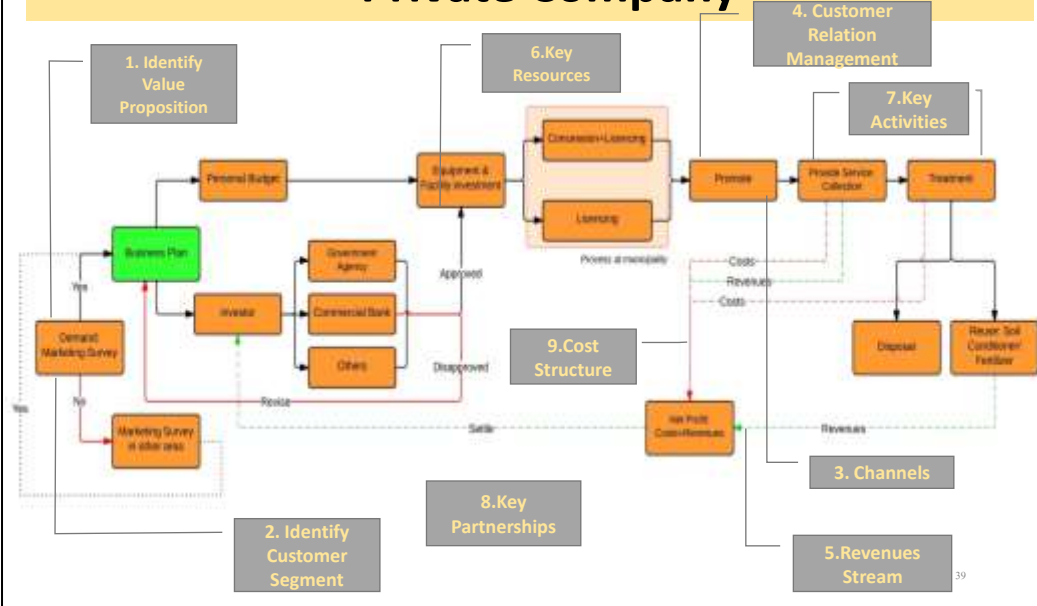 Private Company
4. Customer
Relation
Management
1. Identify
Value
Proposition
6.Key
Resources
7.Key
Activities
Concession+Licencing
Personal Budget
Equipment &
Facility Investment
Promote
Private Service
Collection
Treatment
Licencing
Business Plan
Government
Agency
Process at municipality
Costs
Approved
Revenues
Yes
Costs
Investor
Commercial Bank
Demand
Marketing Survey
9.Cost
Structure
Disposal
Reuse: Soil
Conditioner/
Fertilizer
Others
Disapproved
No
Revise
Yes
Marketing Survey
in other area
Settle
Net Profit
Revenues
3. Channels
8.Key
Partnerships
2. Identify
Customer
Segment
5.Revenues
Stream
39